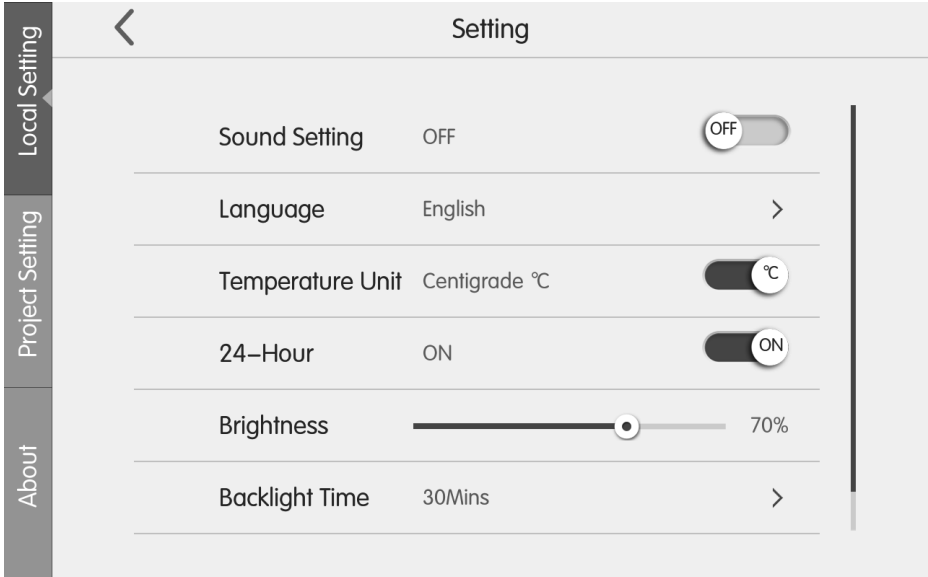 Setting
Local Setting
Project Setting
About
Sound Setting OFF OFF
Language English
Temperature Unit Centigrade ℃ ℃
24–Hour ON ON
Brightness 70%
Backlight Time 30Mins